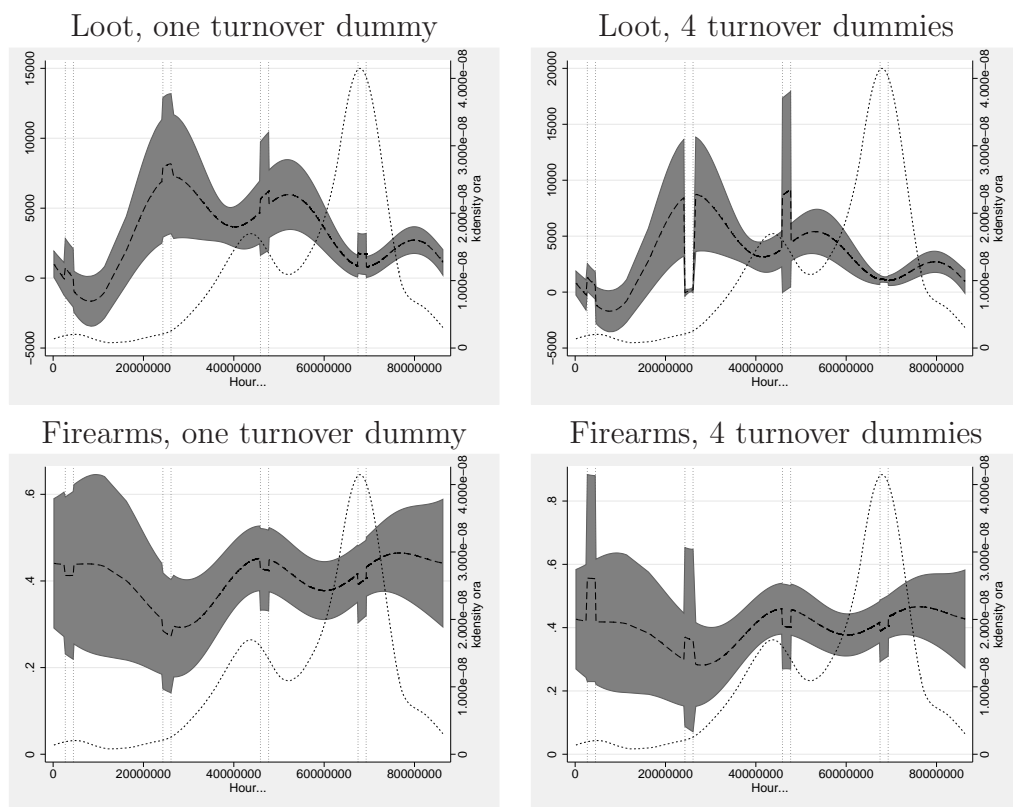 Loot, one turnover dummy
15000
10000
5000
0
−5000
4.000e−08
3.000e−08
2.000e−08
1.000e−08
0
kdensity ora
0 20000000 40000000 60000000 80000000
Hour...
Loot, 4 turnover dummies
20000
15000
10000
5000
0
−5000
4.000e−08
3.000e−08
2.000e−08
1.000e−08
0
kdensity ora
0 20000000 40000000 60000000 80000000
Hour...
Firearms, one turnover dummy
.6
.4
.2
0
4.000e−08
3.000e−08
2.000e−08
1.000e−08
0
kdensity ora
0 20000000 40000000 60000000 80000000
Hour...
Firearms, 4 turnover dummies
.8
.6
.4
.2
0
4.000e−08
3.000e−08
2.000e−08
1.000e−08
0
kdensity ora
0 20000000 40000000 60000000 80000000
Hour...